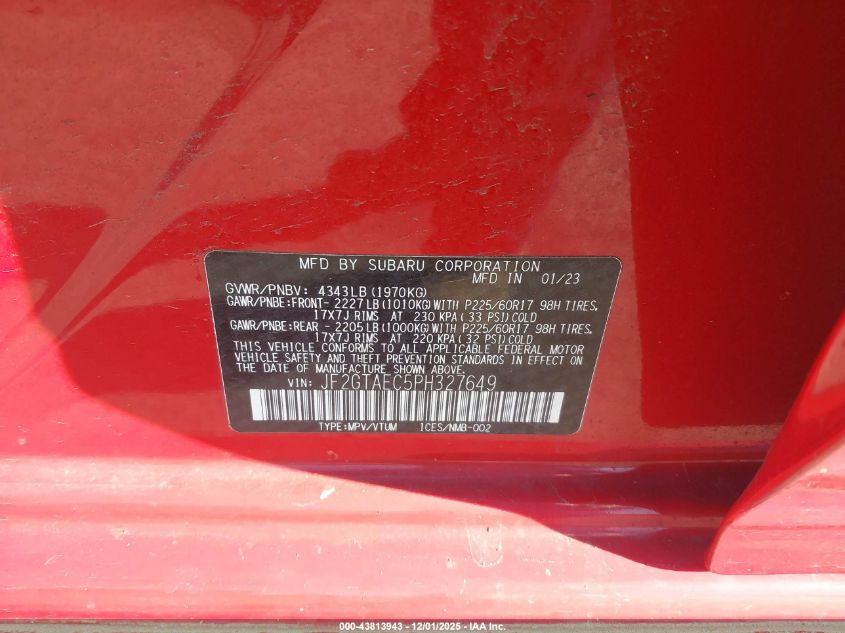 MFD BY SUBARU CORPORATION
MFD IN 01/23
GVWR/PNBV: 4343LB (1970KG)
GAWR/PNBE:FRONT- 2227LB(1010KG)WITH P225/60R17 98H TIRES,
17X7J RIMS AT 230 KPA(33 PSI)COLD
GAWR/PNBE:REAR - 2205LB(1000KG)WITH P225/60R17 98H TIRES,
17X7J RIMS AT 220 KPA(32 PSI)COLD
THIS VEHICLE CONFORMS TO ALL APPLICABLE FEDERAL MOTOR
VEHICLE SAFETY AND THEFT PREVENTION STANDARDS IN EFFECT ON
THE DATE OF MANUFACTURE SHOWN ABOVE.
VIN: JF2GTAEC5PH327649
TYPE:MPV/VTUM 1CES/NMB-002
000-43813943 - 12/01/2025 - IAA Inc.